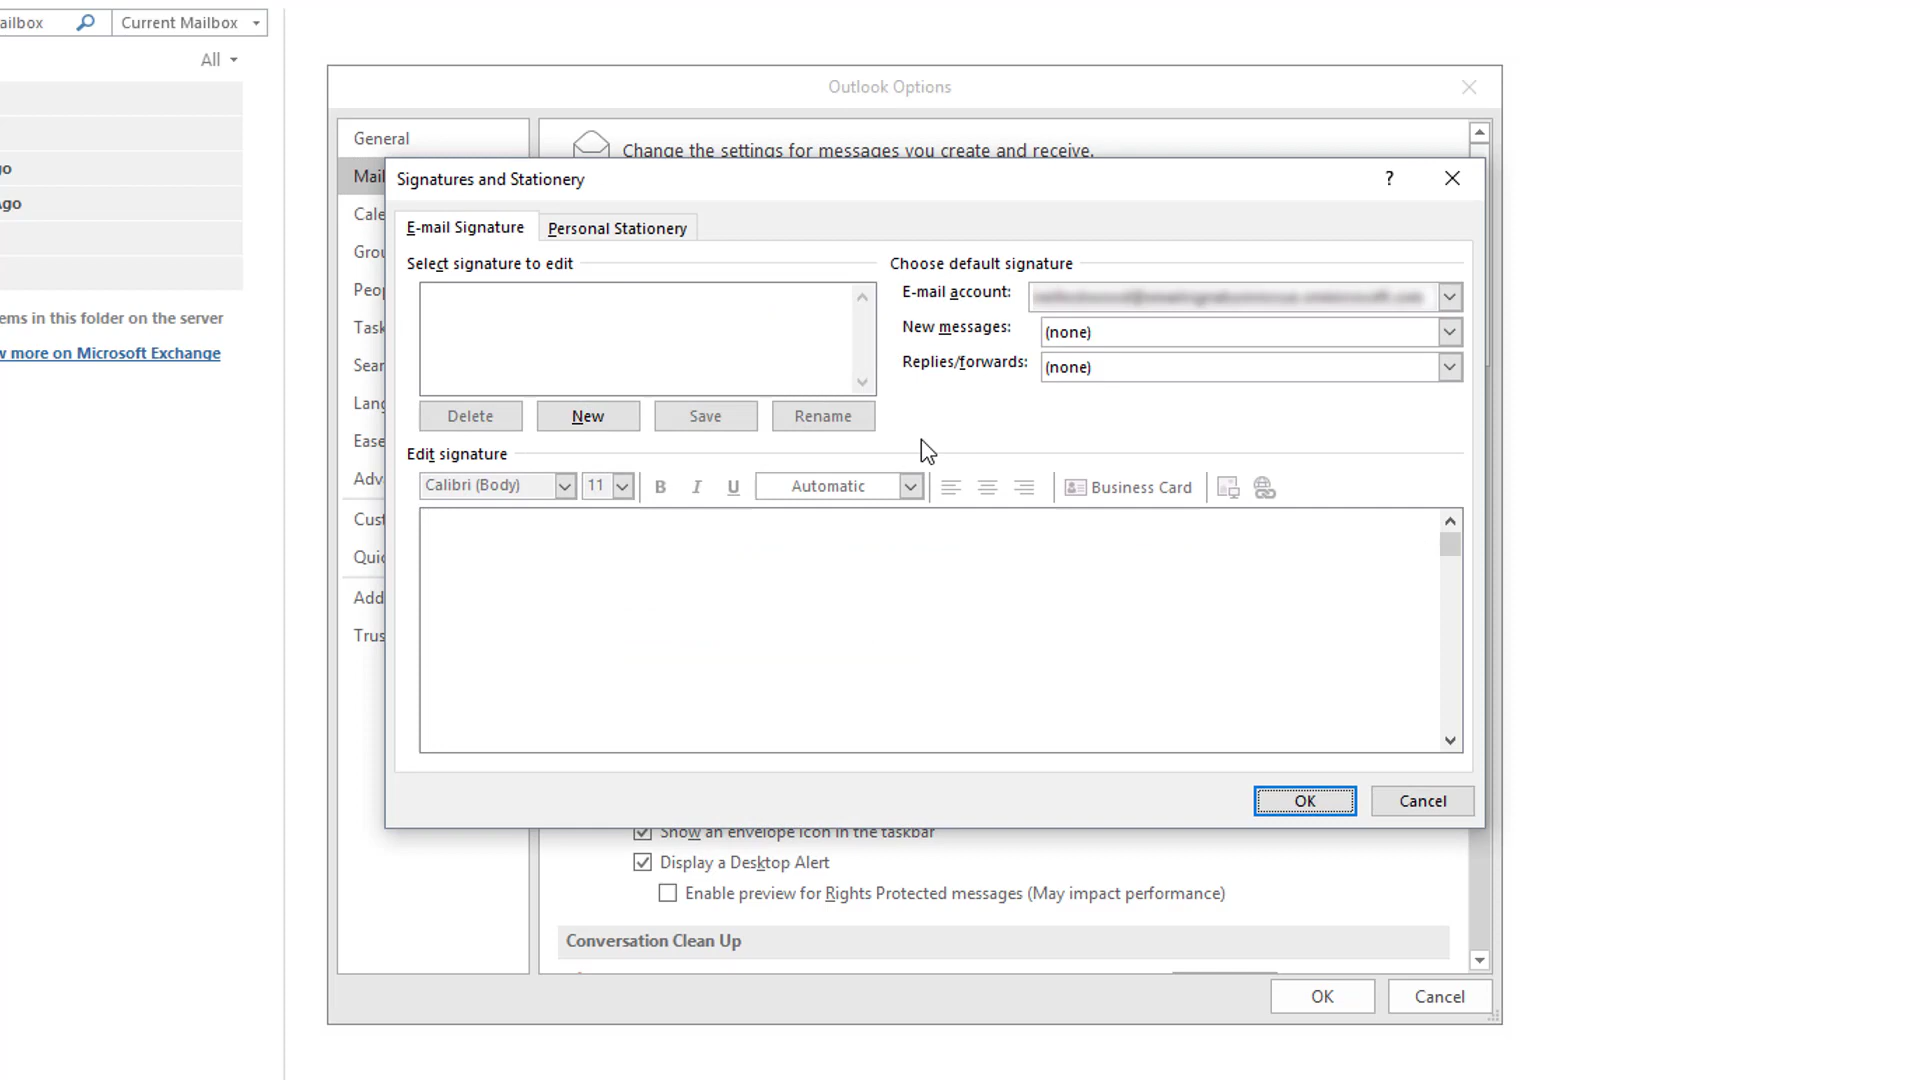 ailbox
Current Mailbox
All
go
Ago
ems in this folder on the server
w more on Microsoft Exchange
Outlook Options
General
Change the settings for messages you create and receive.
Mail
Cale
Grou
Peop
Task
Sear
Lang
Ease
Adv
Cust
Quic
Add
Trus
Signatures and Stationery
?
E-mail Signature
Personal Stationery
Select signature to edit
Choose default signature
E-mail account:
New messages:
(none)
Replies/forwards:
(none)
Delete
New
Save
Rename
Edit signature
Calibri (Body)
11
B
I
U
Automatic
Business Card
OK
Cancel
Show an envelope icon in the taskbar
Display a Desktop Alert
Enable preview for Rights Protected messages (May impact performance)
Conversation Clean Up
OK
Cancel